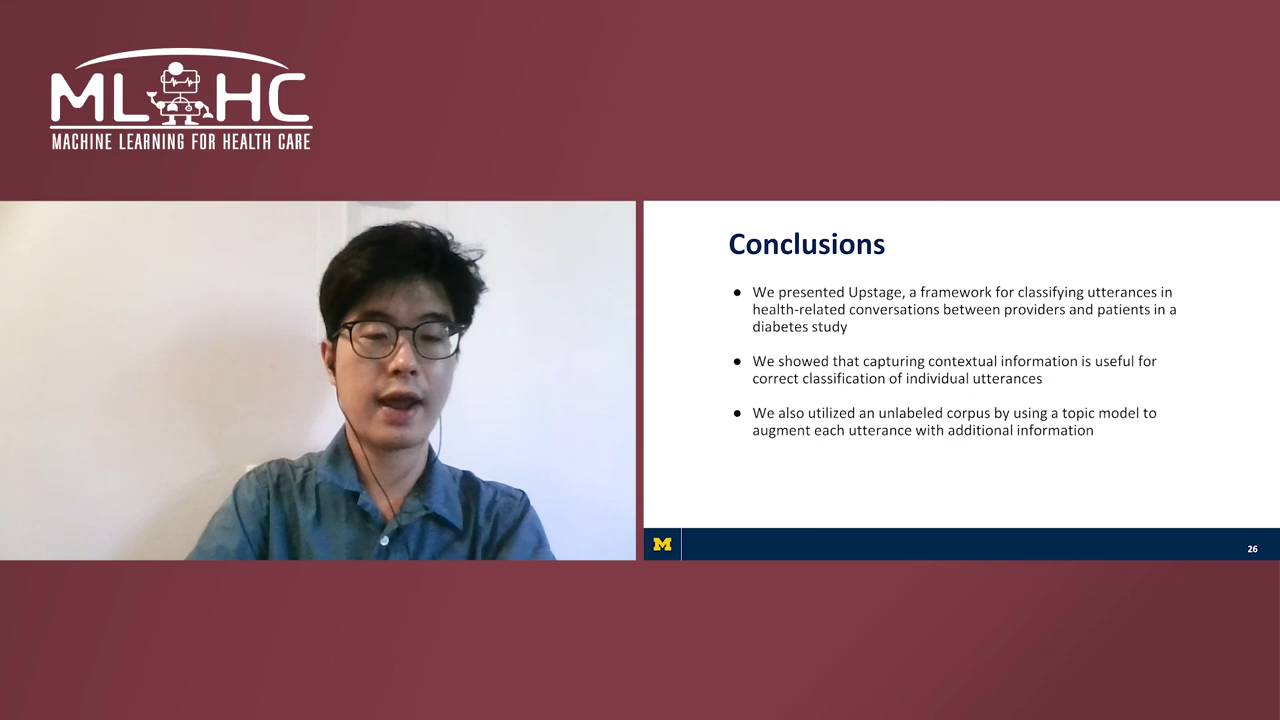 ML HC
MACHINE LEARNING FOR HEALTH CARE
Conclusions
● We presented Upstage, a framework for classifying utterances in
health-related conversations between providers and patients in a
diabetes study
● We showed that capturing contextual information is useful for
correct classification of individual utterances
● We also utilized an unlabeled corpus by using a topic model to
augment each utterance with additional information
M
26